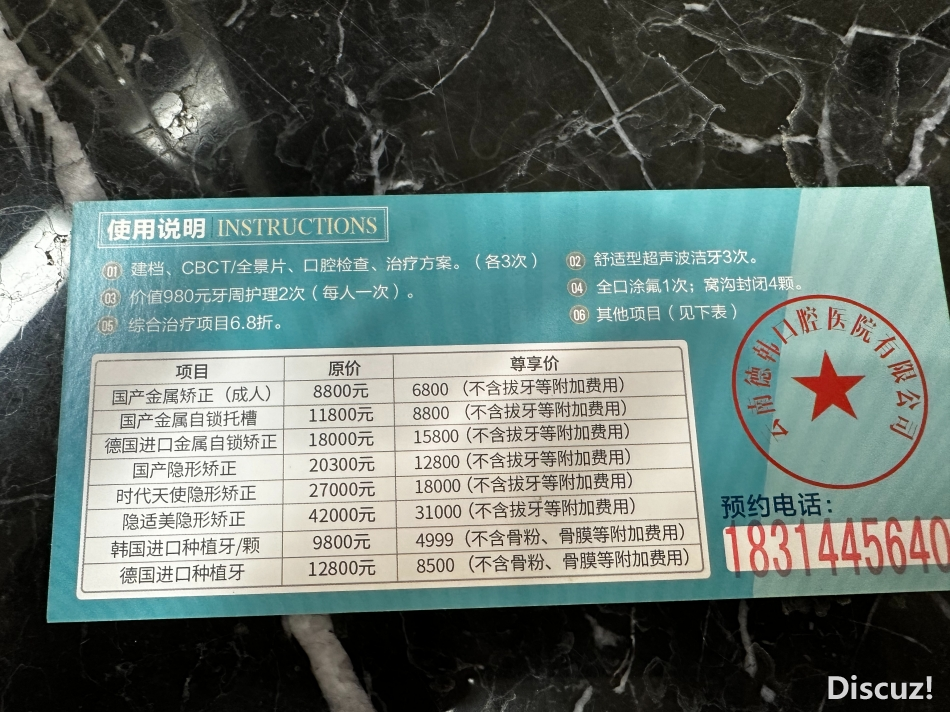 使用说明 INSTRUCTIONS
01 建档、CBCT/全景片、口腔检查、治疗方案。（各3次）
02 舒适型超声波洁牙3次。
03 价值980元牙周护理2次（每人一次）。
04 全口涂氟1次；窝沟封闭4颗。
05 综合治疗项目6.8折。
06 其他项目（见下表）
项目 原价 尊享价
国产金属矫正（成人） 8800元 6800（不含拔牙等附加费用）
国产金属自锁托槽 11800元 8800（不含拔牙等附加费用）
德国进口金属自锁矫正 18000元 15800（不含拔牙等附加费用）
国产隐形矫正 20300元 12800（不含拔牙等附加费用）
时代天使隐形矫正 27000元 18000（不含拔牙等附加费用）
隐适美隐形矫正 42000元 31000（不含拔牙等附加费用）
韩国进口种植牙/颗 9800元 4999（不含骨粉、骨膜等附加费用）
德国进口种植牙 12800元 8500（不含骨粉、骨膜等附加费用）
云南德韩口腔医院有限公司
预约电话：
18314445640
Discuz!